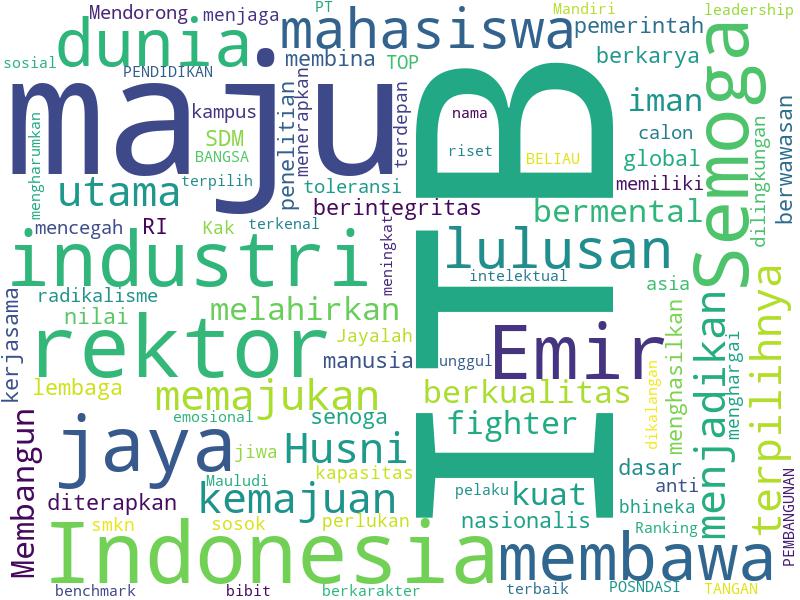 Mendorong
menjaga
PT
Mandiri
leadership
dunia
mahasiswa
pemerintah
Semoga
sosial
PENDIDIKAN
membina
TOP
berkarya
maju
kampus
penelitian
menerapkan
terdepan
ITB
nama
iman
SDM
BANGSA
riset
BELIAU
calon
global
dilingkungan
berwawasan
mengharumkan
utama
terpilih
toleransi
memiliki
berintegritas
bermental
mencegah
RI
Kak
terkenal
meningkat
lulusan
industri
intelektual
asia
radikalisme
nilai
melahirkan
kerjasama
rektor
Jayalah
manusia
unggul
Emir
menghasilkan
menjadikan
menghargai
terpilihnya
lembaga
memajukan
berkualitas
dikalangan
emosional
senoga
fighter
jaya
jiwa
Husni
kapasitas
Mauludi
dasar
anti
Membangun
diterapkan
kemajuan
pelaku
kuat
bhineka
smkn
sosok
perlukan
nasionalis
Ranking
PEMBANGUNAN
Indonesia
membawa
benchmark
bibit
berkarakter
terbaik
POSNDASI
TANGAN